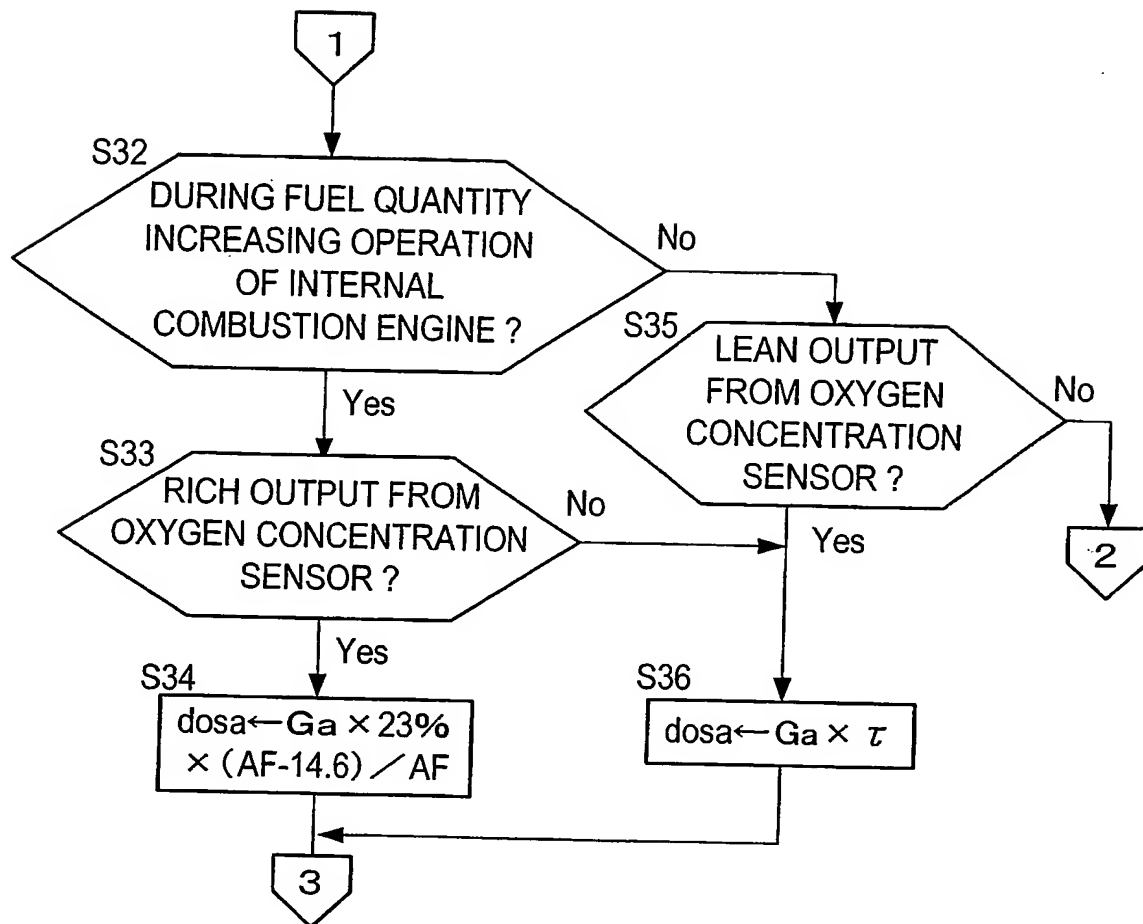 1
S32
DURING FUEL QUANTITY
INCREASING OPERATION
OF INTERNAL
COMBUSTION ENGINE ?
No
Yes
S35
LEAN OUTPUT
FROM OXYGEN
CONCENTRATION
SENSOR ?
No
Yes
2
S33
RICH OUTPUT FROM
OXYGEN CONCENTRATION
SENSOR ?
No
Yes
S34
dosa←Ga × 23%
× (AF-14.6) ／ AF
S36
dosa←Ga × τ
3